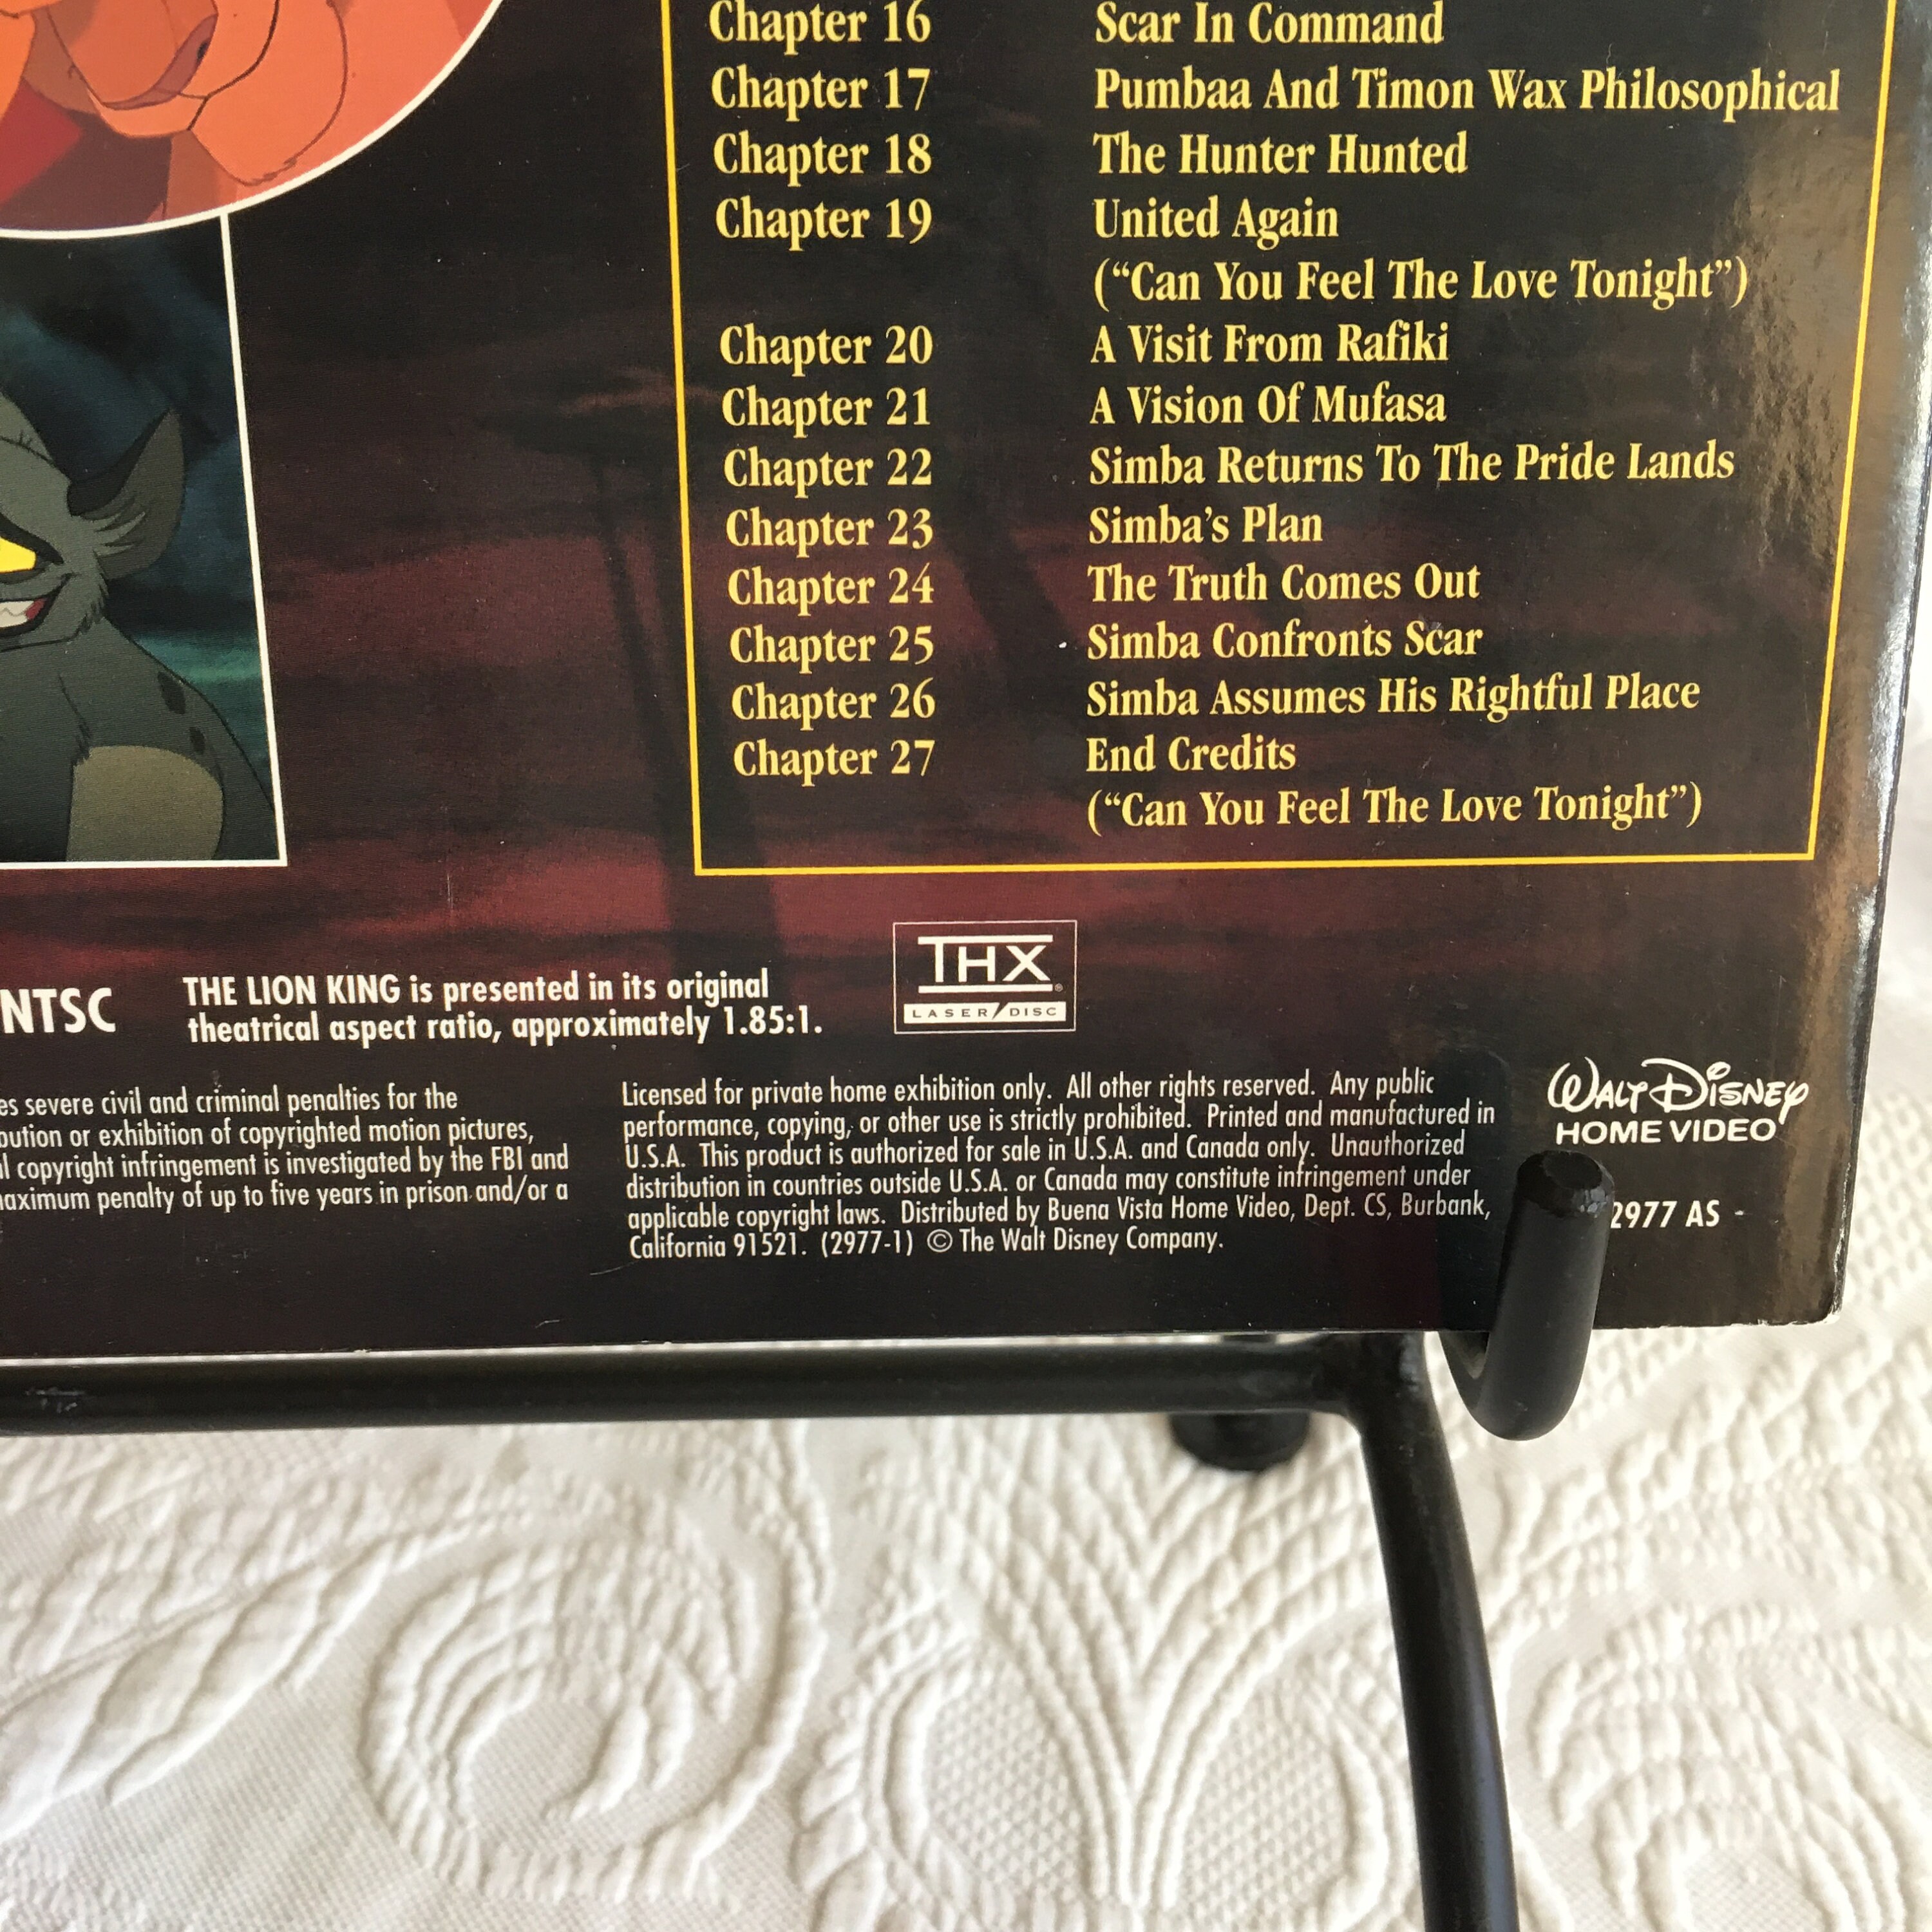 Chapter 16 Scar In Command
Chapter 17 Pumbaa And Timon Wax Philosophical
Chapter 18 The Hunter Hunted
Chapter 19 United Again
(“Can You Feel The Love Tonight”)
Chapter 20 A Visit From Rafiki
Chapter 21 A Vision Of Mufasa
Chapter 22 Simba Returns To The Pride Lands
Chapter 23 Simba’s Plan
Chapter 24 The Truth Comes Out
Chapter 25 Simba Confronts Scar
Chapter 26 Simba Assumes His Rightful Place
Chapter 27 End Credits
(“Can You Feel The Love Tonight”)
NTSC
THE LION KING is presented in its original
theatrical aspect ratio, approximately 1.85:1.
THX
LASER DISC
severe civil and criminal penalties for the
or exhibition of copyrighted motion pictures,
copyright infringement is investigated by the FBI and
penalty of up to five years in prison and/or a
Licensed for private home exhibition only. All other rights reserved. Any public
performance, copying, or other use is strictly prohibited. Printed and manufactured in
U.S.A. This product is authorized for sale in U.S.A. and Canada only. Unauthorized
distribution in countries outside U.S.A. or Canada may constitute infringement under
applicable copyright laws. Distributed by Buena Vista Home Video, Dept. CS, Burbank,
California 91521. (2977-1) © The Walt Disney Company.
WALT DISNEY
HOME VIDEO
2977 AS